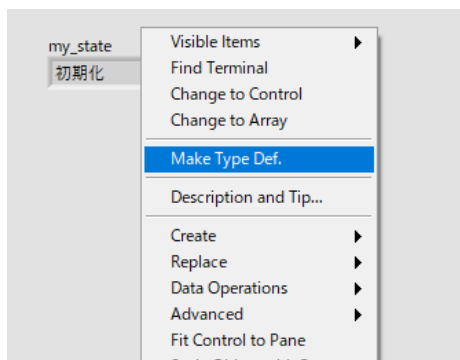 my_state
初期化
Visible Items
Find Terminal
Change to Control
Change to Array
Make Type Def.
Description and Tip...
Create
Replace
Data Operations
Advanced
Fit Control to Pane